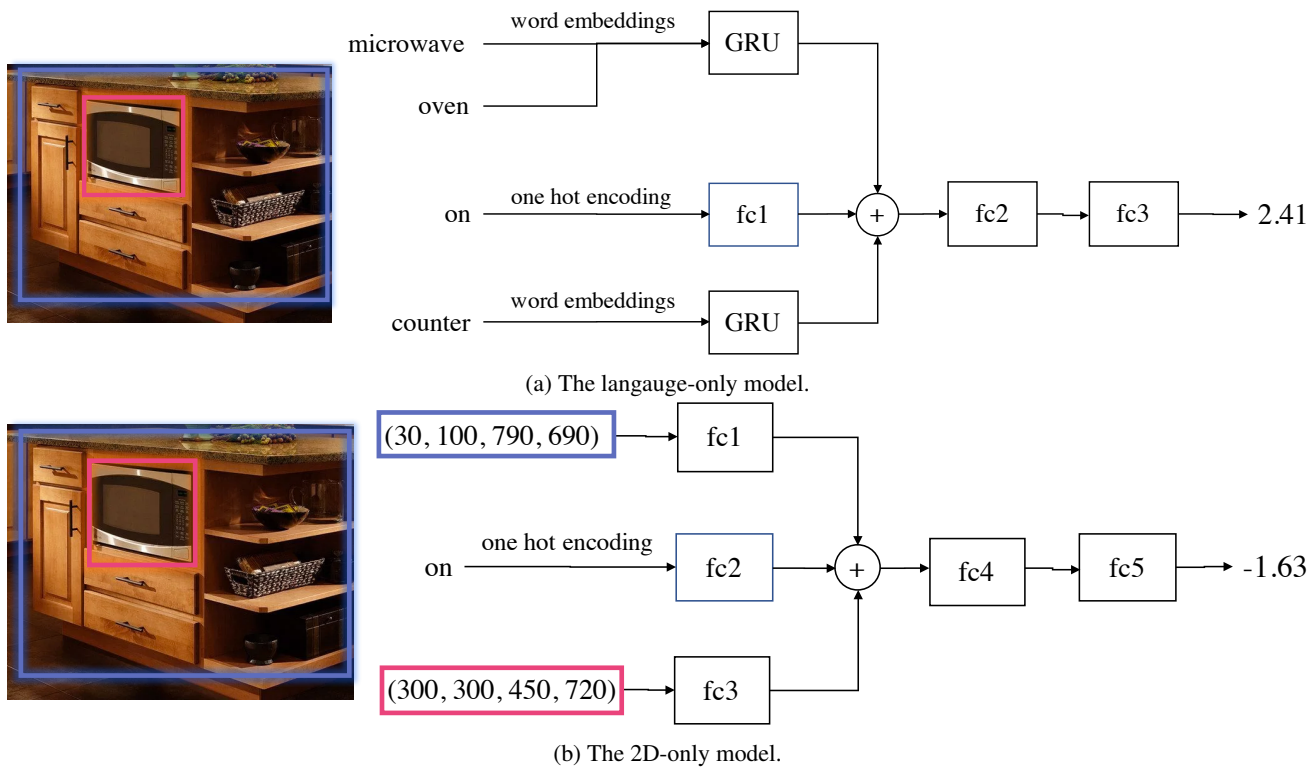 word embeddings
microwave
GRU
oven
one hot encoding
on
fc1
+
fc2
fc3
2.41
word embeddings
counter
GRU
(a) The langauge-only model.
(30, 100, 790, 690)
fc1
one hot encoding
on
fc2
+
fc4
fc5
-1.63
(300, 300, 450, 720)
fc3
(b) The 2D-only model.